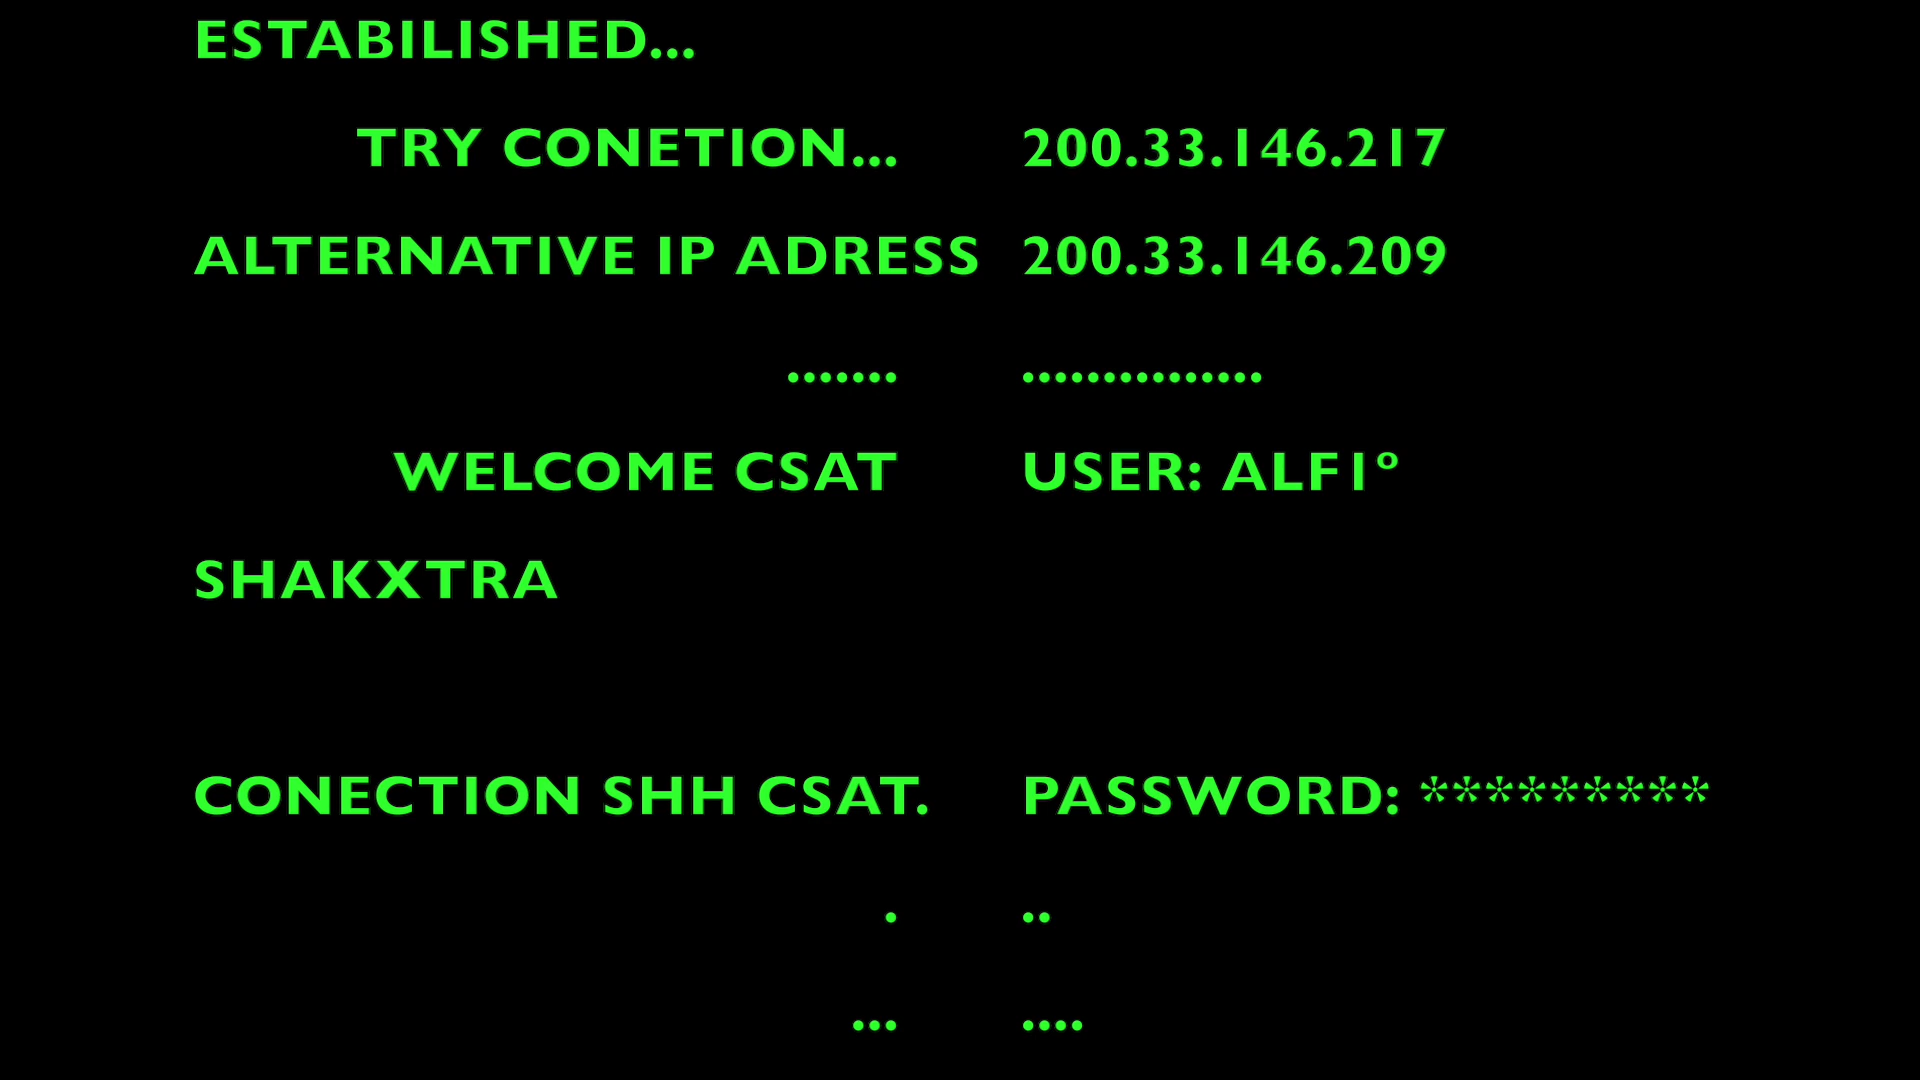 ESTABILISHED...
TRY CONETION... 200.33.146.217
ALTERNATIVE IP ADRESS 200.33.146.209
....... ...............
WELCOME CSAT USER: ALF1º
SHAKXTRA
CONECTION SHH CSAT. PASSWORD: *********
. ..
... ....